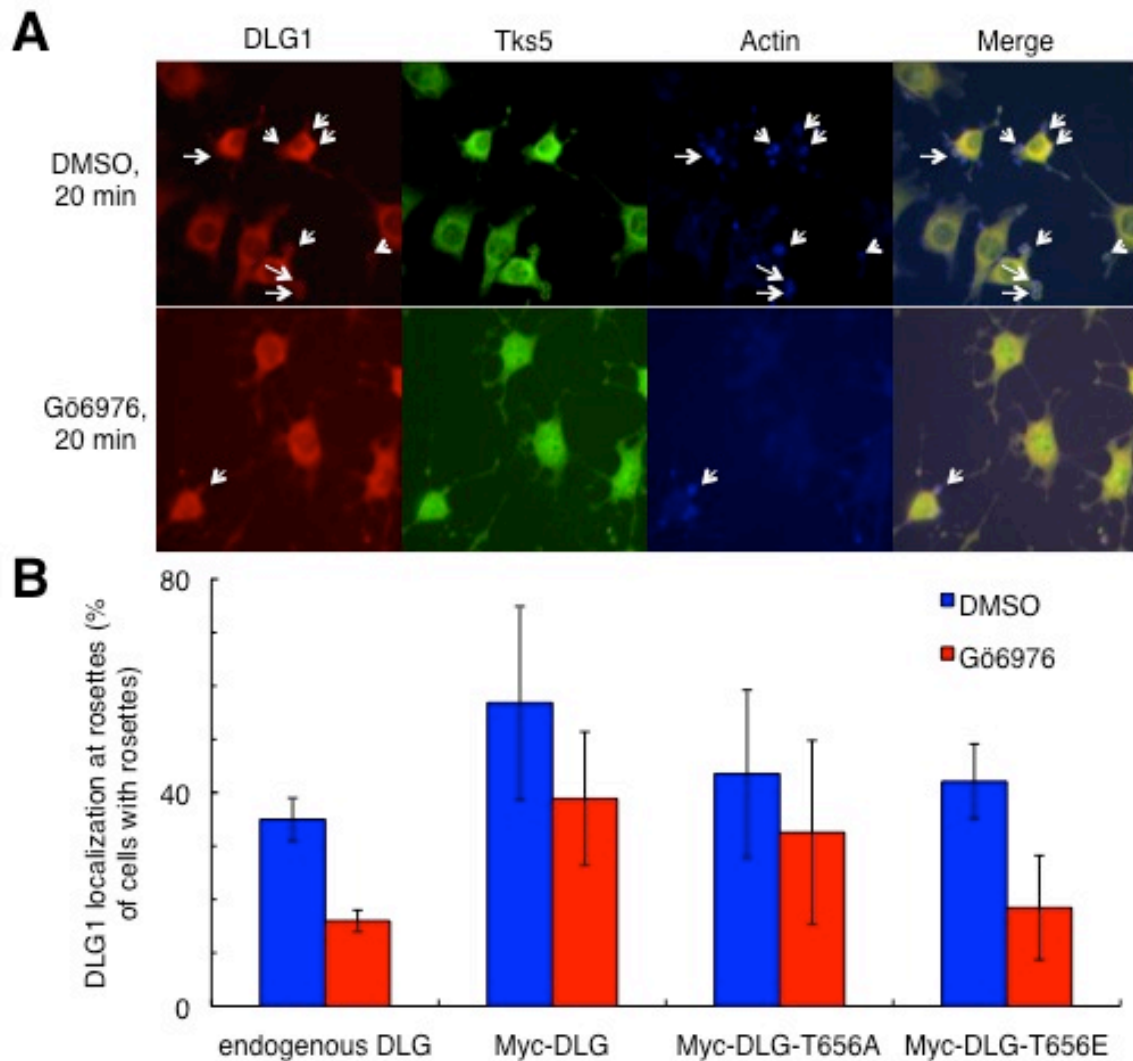 A
DLG1 Tks5 Actin Merge
DMSO,
20 min
Gö6976,
20 min
B
DLG1 localization at rosettes (%
of cells with rosettes)
80
40
0
DMSO
Gö6976
endogenous DLG Myc-DLG Myc-DLG-T656A Myc-DLG-T656E